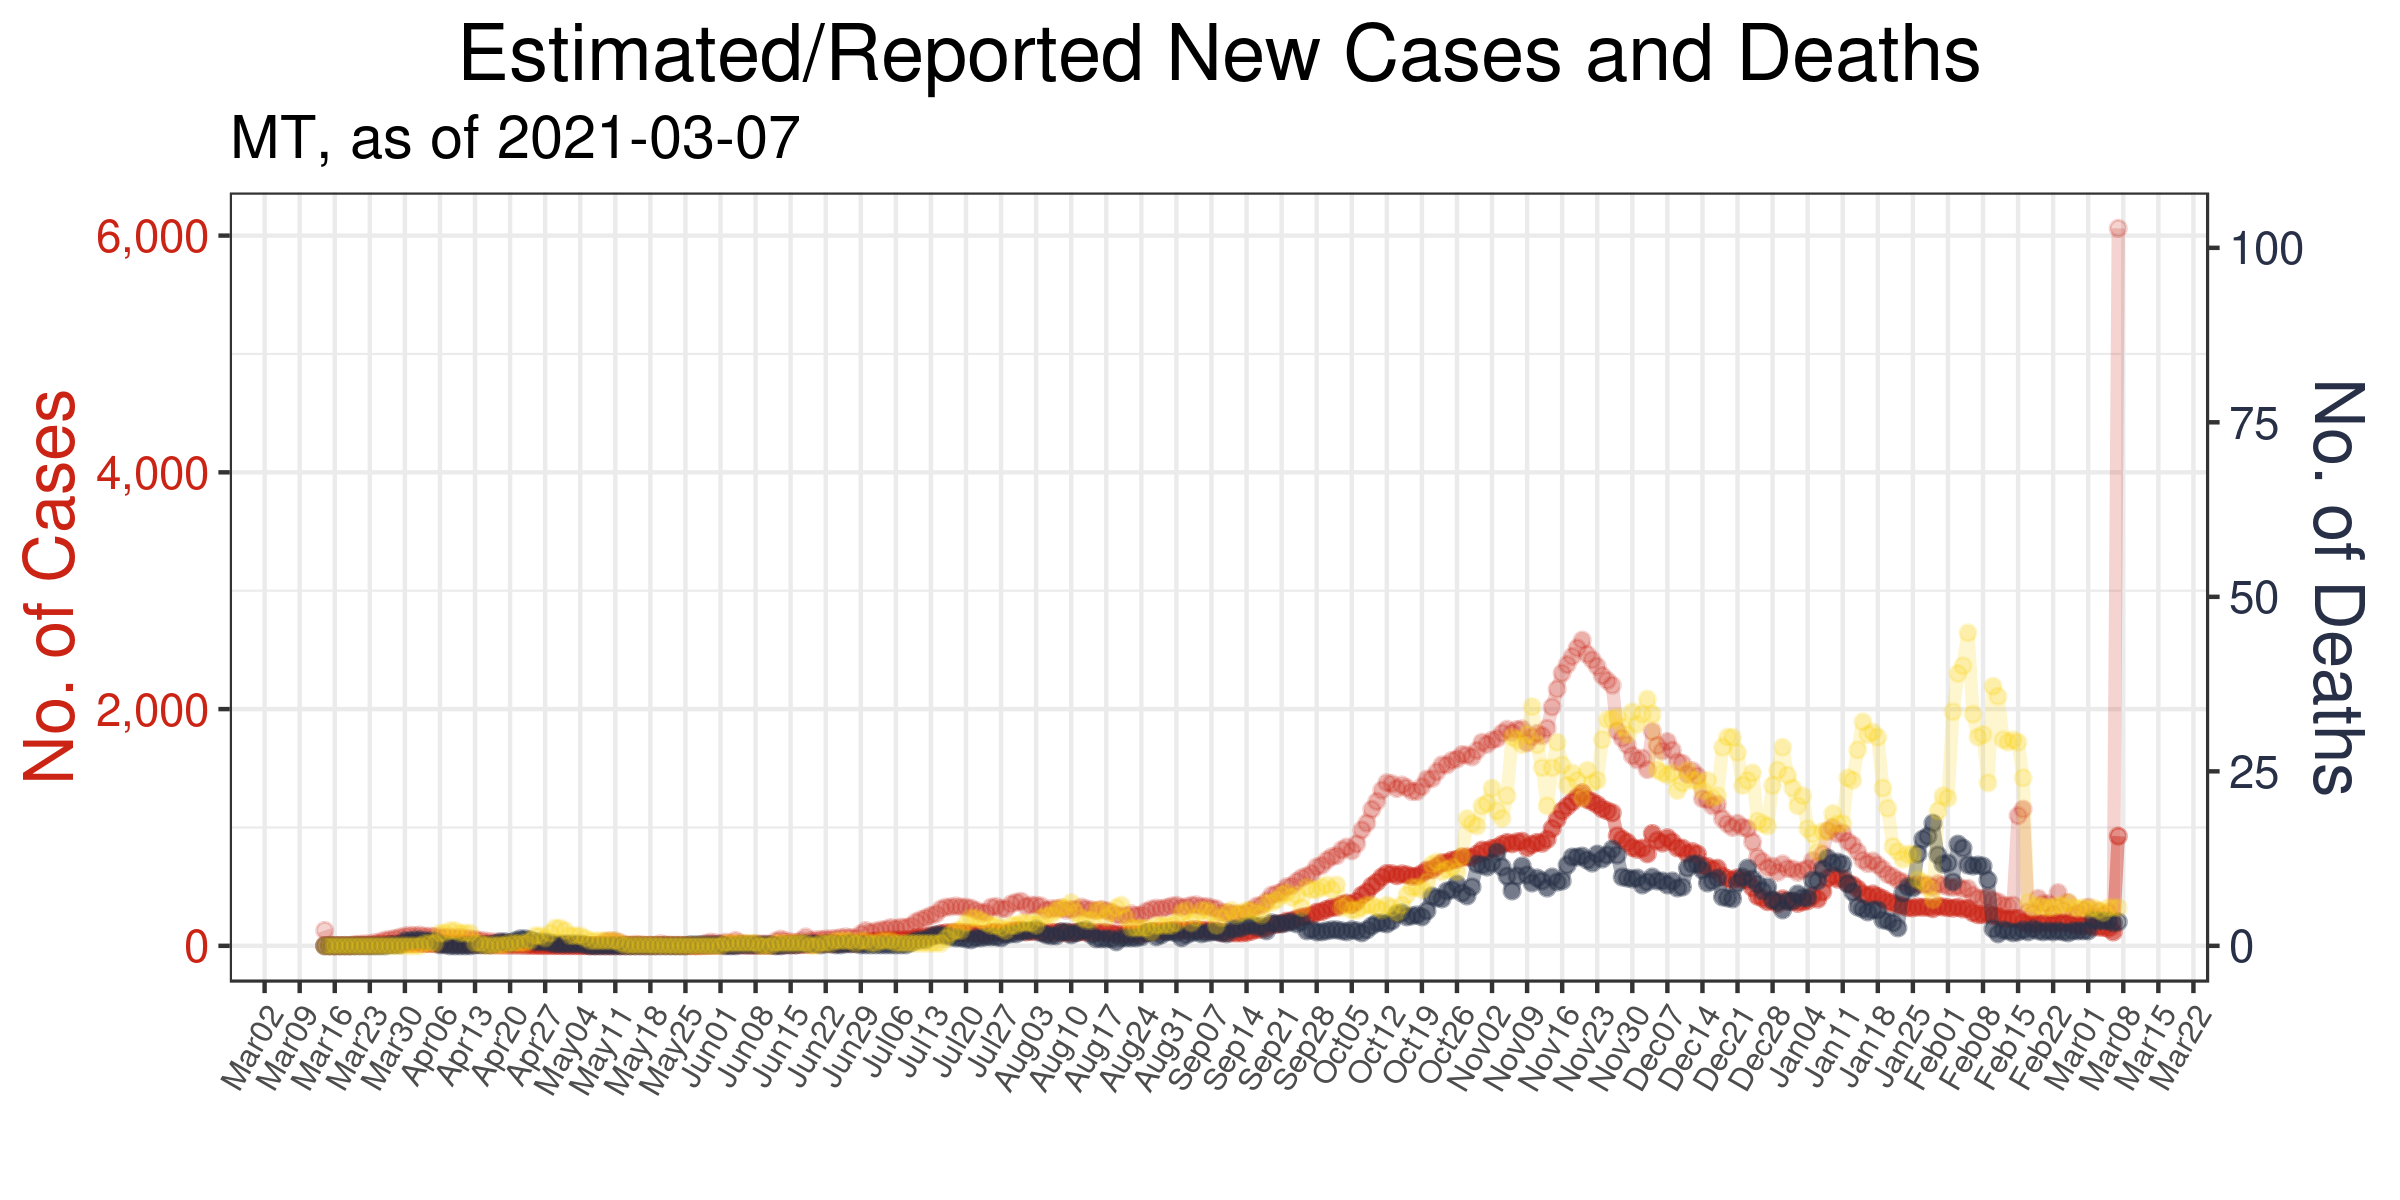 Estimated/Reported New Cases and Deaths
MT, as of 2021-03-07
No. of Cases
6,000
4,000
2,000
0
100
75
50
25
0
No. of Deaths
Mar02
Mar09
Mar16
Mar23
Mar30
Apr06
Apr13
Apr20
Apr27
May04
May11
May18
May25
Jun01
Jun08
Jun15
Jun22
Jun29
Jul06
Jul13
Jul20
Jul27
Aug03
Aug10
Aug17
Aug24
Aug31
Sep07
Sep14
Sep21
Sep28
Oct05
Oct12
Oct19
Oct26
Nov02
Nov09
Nov16
Nov23
Nov30
Dec07
Dec14
Dec21
Dec28
Jan04
Jan11
Jan18
Jan25
Feb01
Feb08
Feb15
Feb22
Mar01
Mar08
Mar15
Mar22